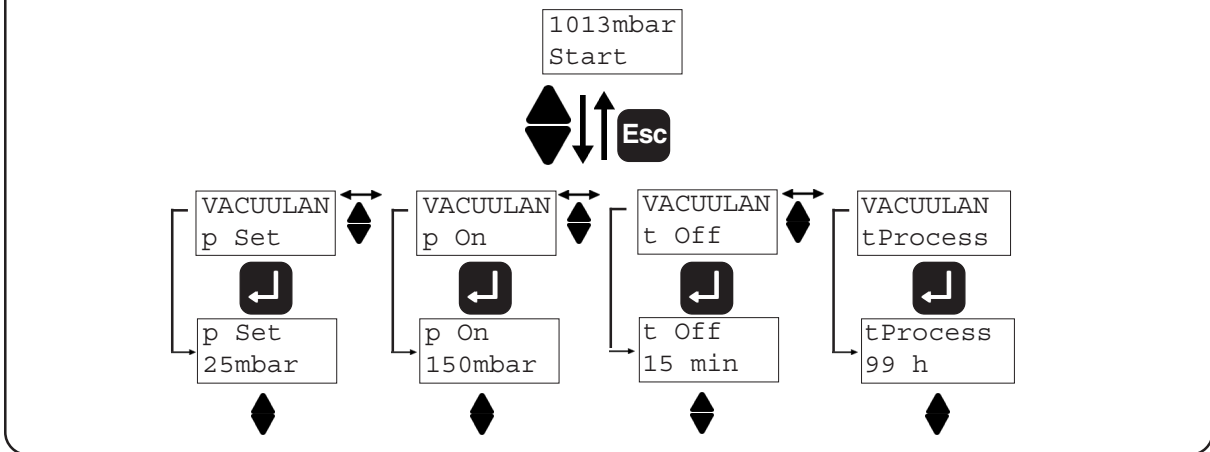 1013mbar
Start
Esc
VACUULAN
p Set
VACUULAN
p On
VACUULAN
t Off
VACUULAN
tProcess
p Set
25mbar
p On
150mbar
t Off
15 min
tProcess
99 h